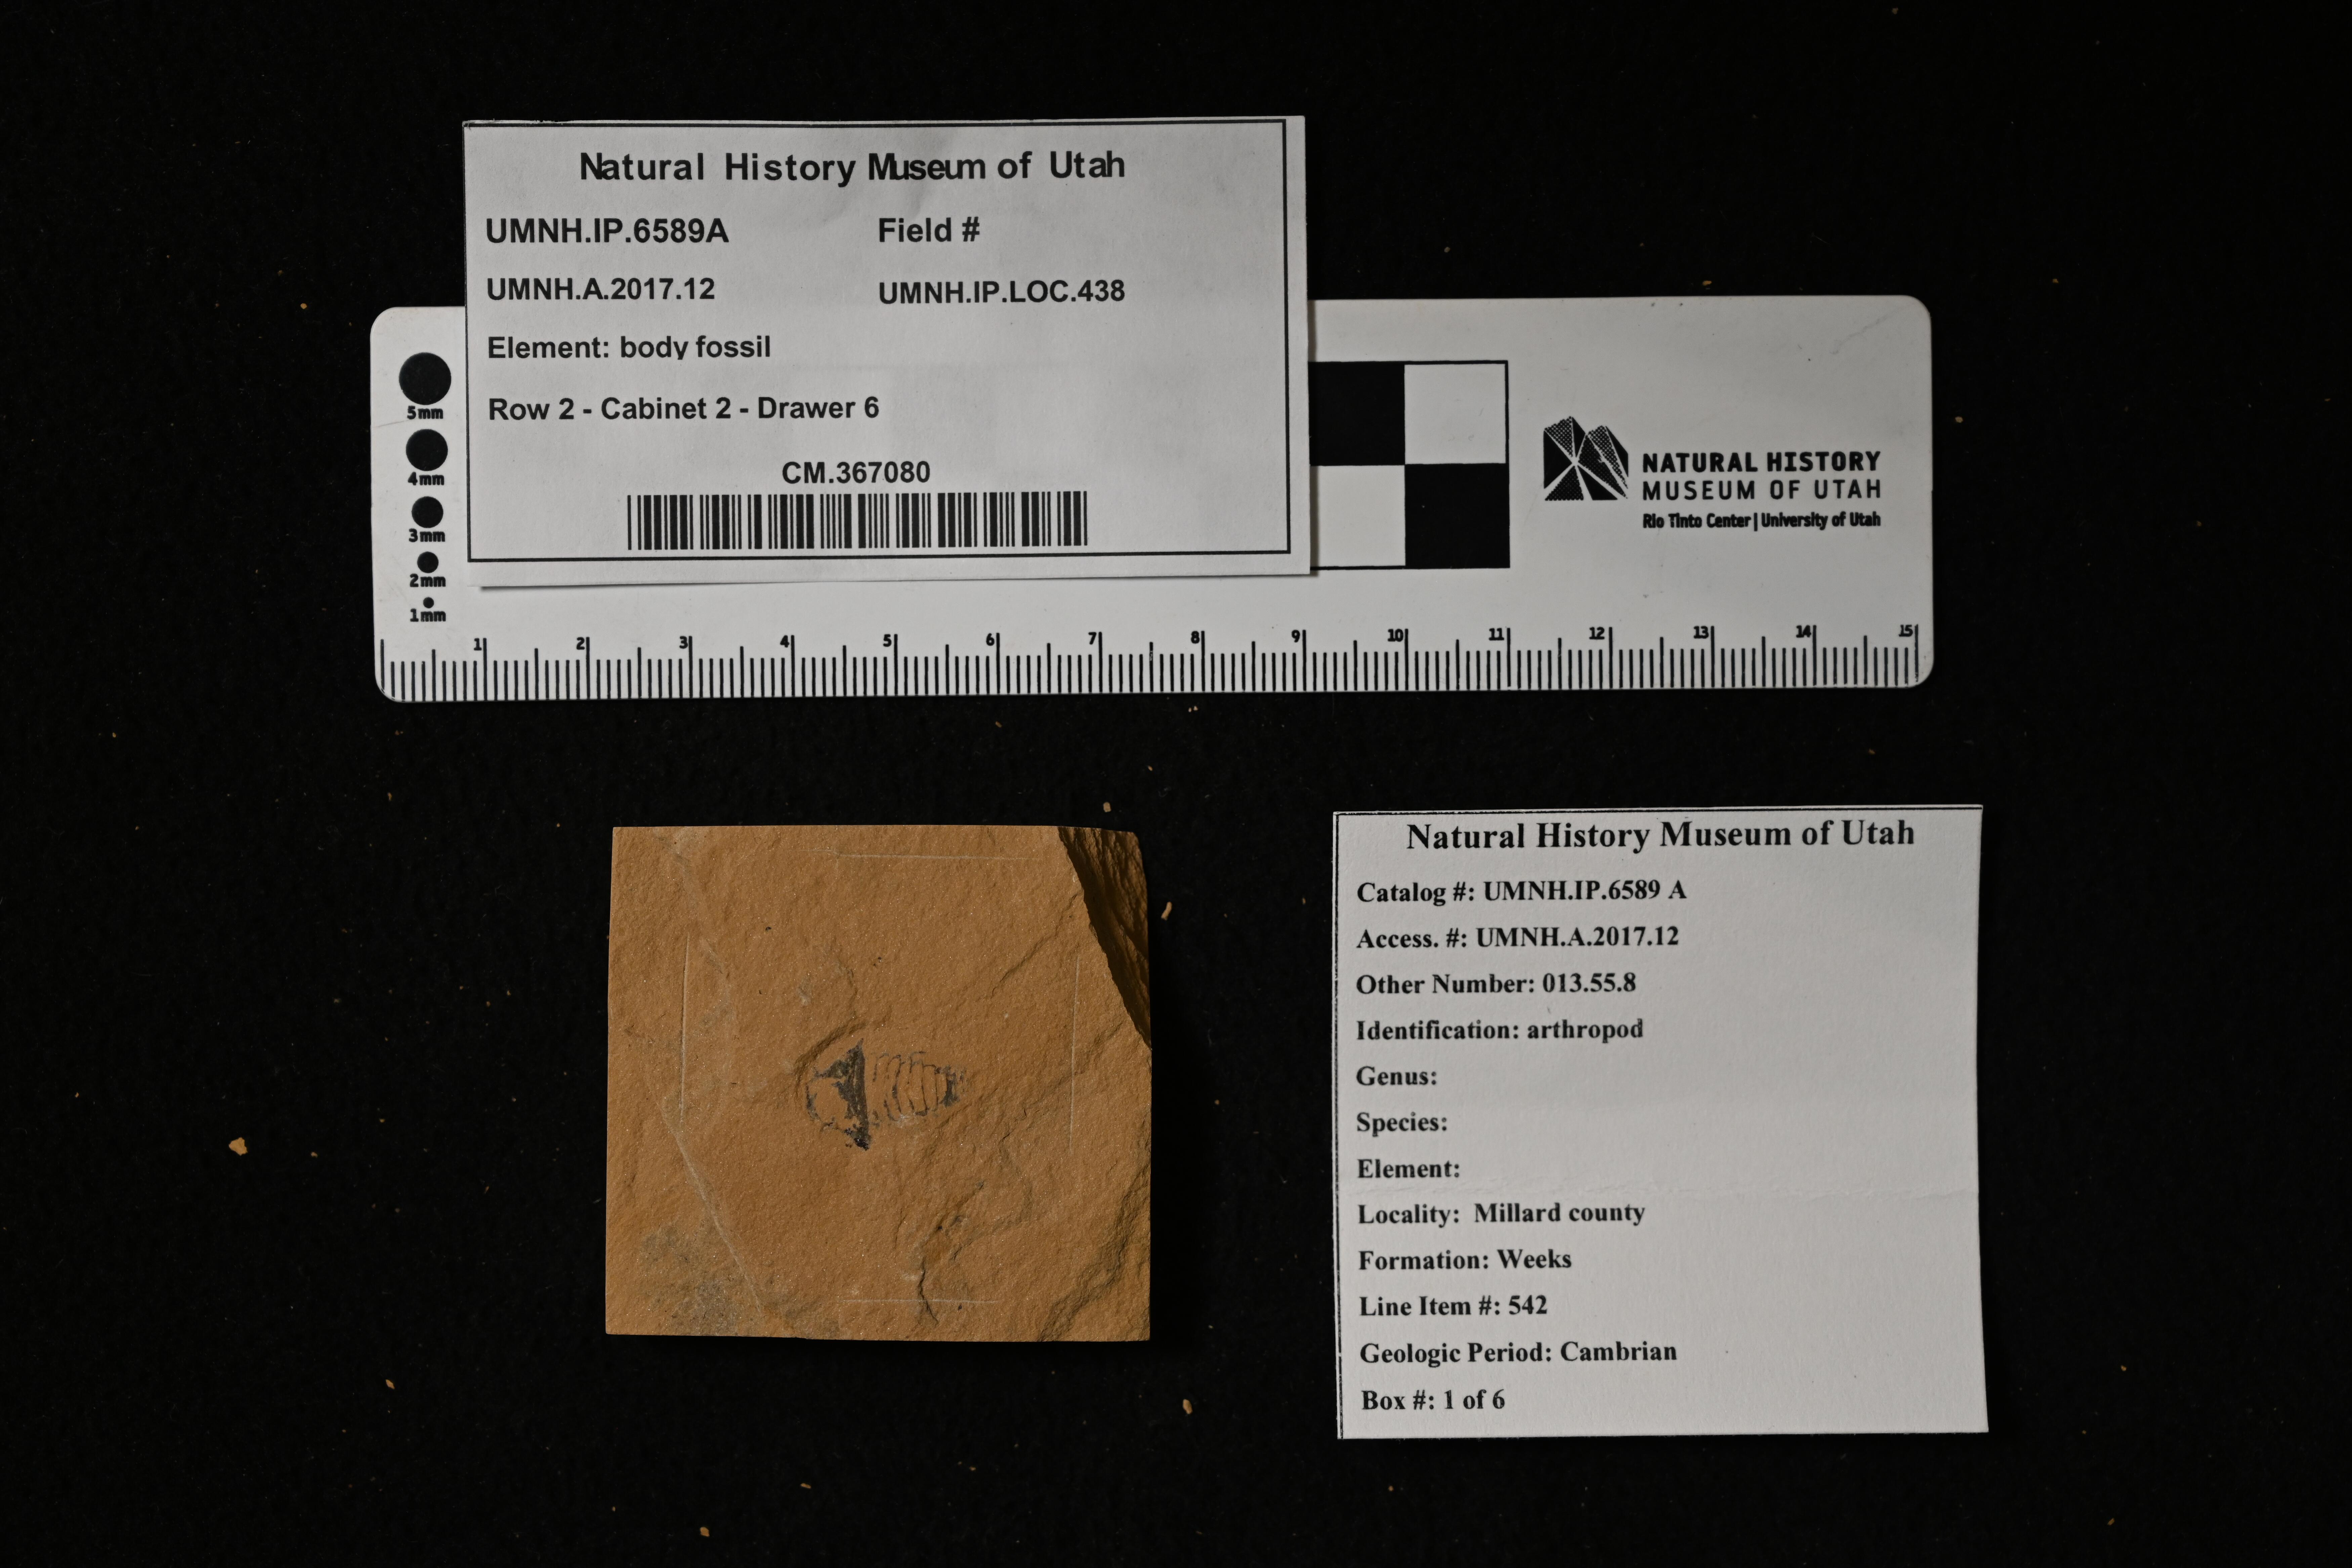 Natural History Museum of Utah
UMNH.IP.6589A Field #
UMNH.A.2017.12 UMNH.IP.LOC.438
Element: body fossil
Row 2 - Cabinet 2 - Drawer 6
CM.367080
5mm
4mm
3mm
2mm
1mm
NATURAL HISTORY
MUSEUM OF UTAH
Rio Tinto Center | University of Utah
1 2 3 4 5 6 7 8 9 10 11 12 13 14 15
Natural History Museum of Utah
Catalog #: UMNH.IP.6589 A
Access. #: UMNH.A.2017.12
Other Number: 013.55.8
Identification: arthropod
Genus:
Species:
Element:
Locality: Millard county
Formation: Weeks
Line Item #: 542
Geologic Period: Cambrian
Box #: 1 of 6